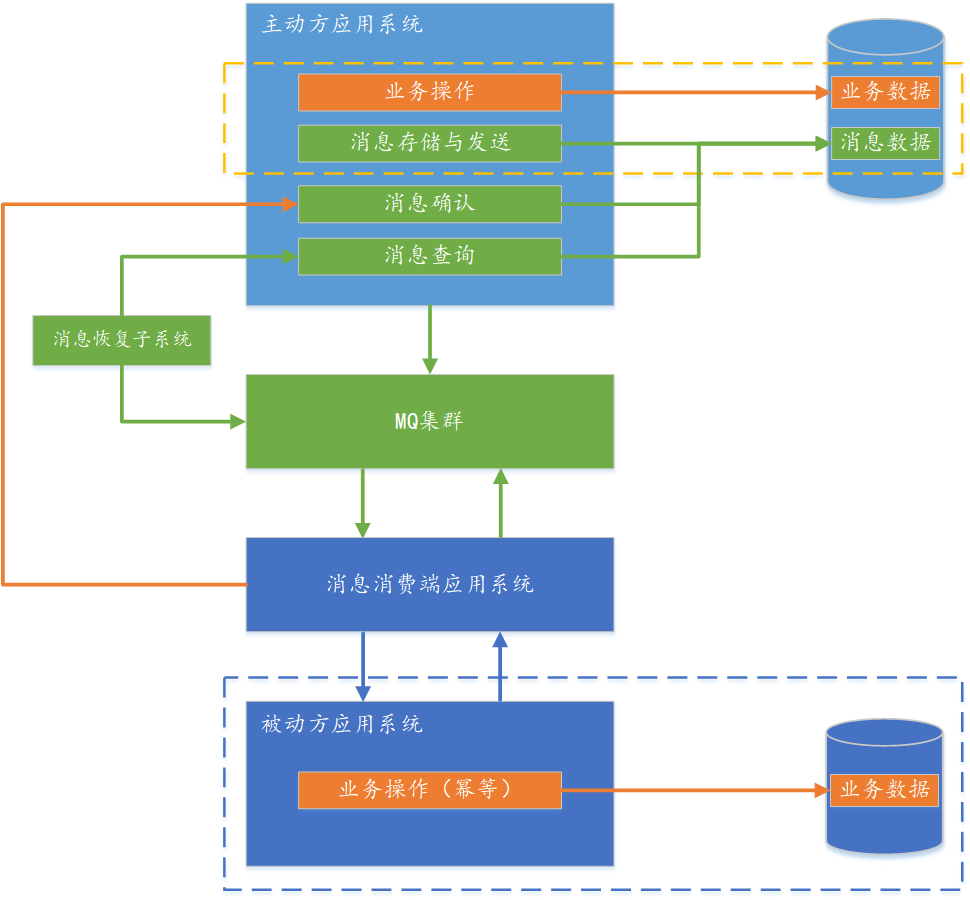 主动方应用系统
业务操作
业务数据
消息存储与发送
消息数据
消息确认
消息查询
消息恢复子系统
MQ集群
消息消费端应用系统
被动方应用系统
业务操作（幂等）
业务数据